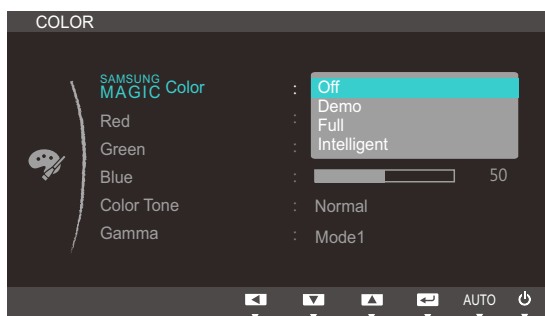 COLOR
SAMSUNG
MAGIC Color : Off
Demo
Red :
Full
Green :
Intelligent
Blue : 50
Color Tone : Normal
Gamma : Mode1
AUTO